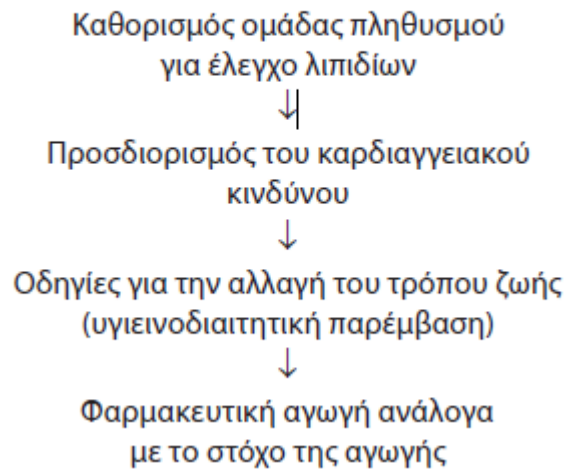 Καθορισμός ομάδας πληθυσμού
για έλεγχο λιπιδίων
↓
Προσδιορισμός του καρδιαγγειακού
κινδύνου
↓
Οδηγίες για την αλλαγή του τρόπου ζωής
(υγιεινοδιαιτητική παρέμβαση)
↓
Φαρμακευτική αγωγή ανάλογα
με το στόχο της αγωγής